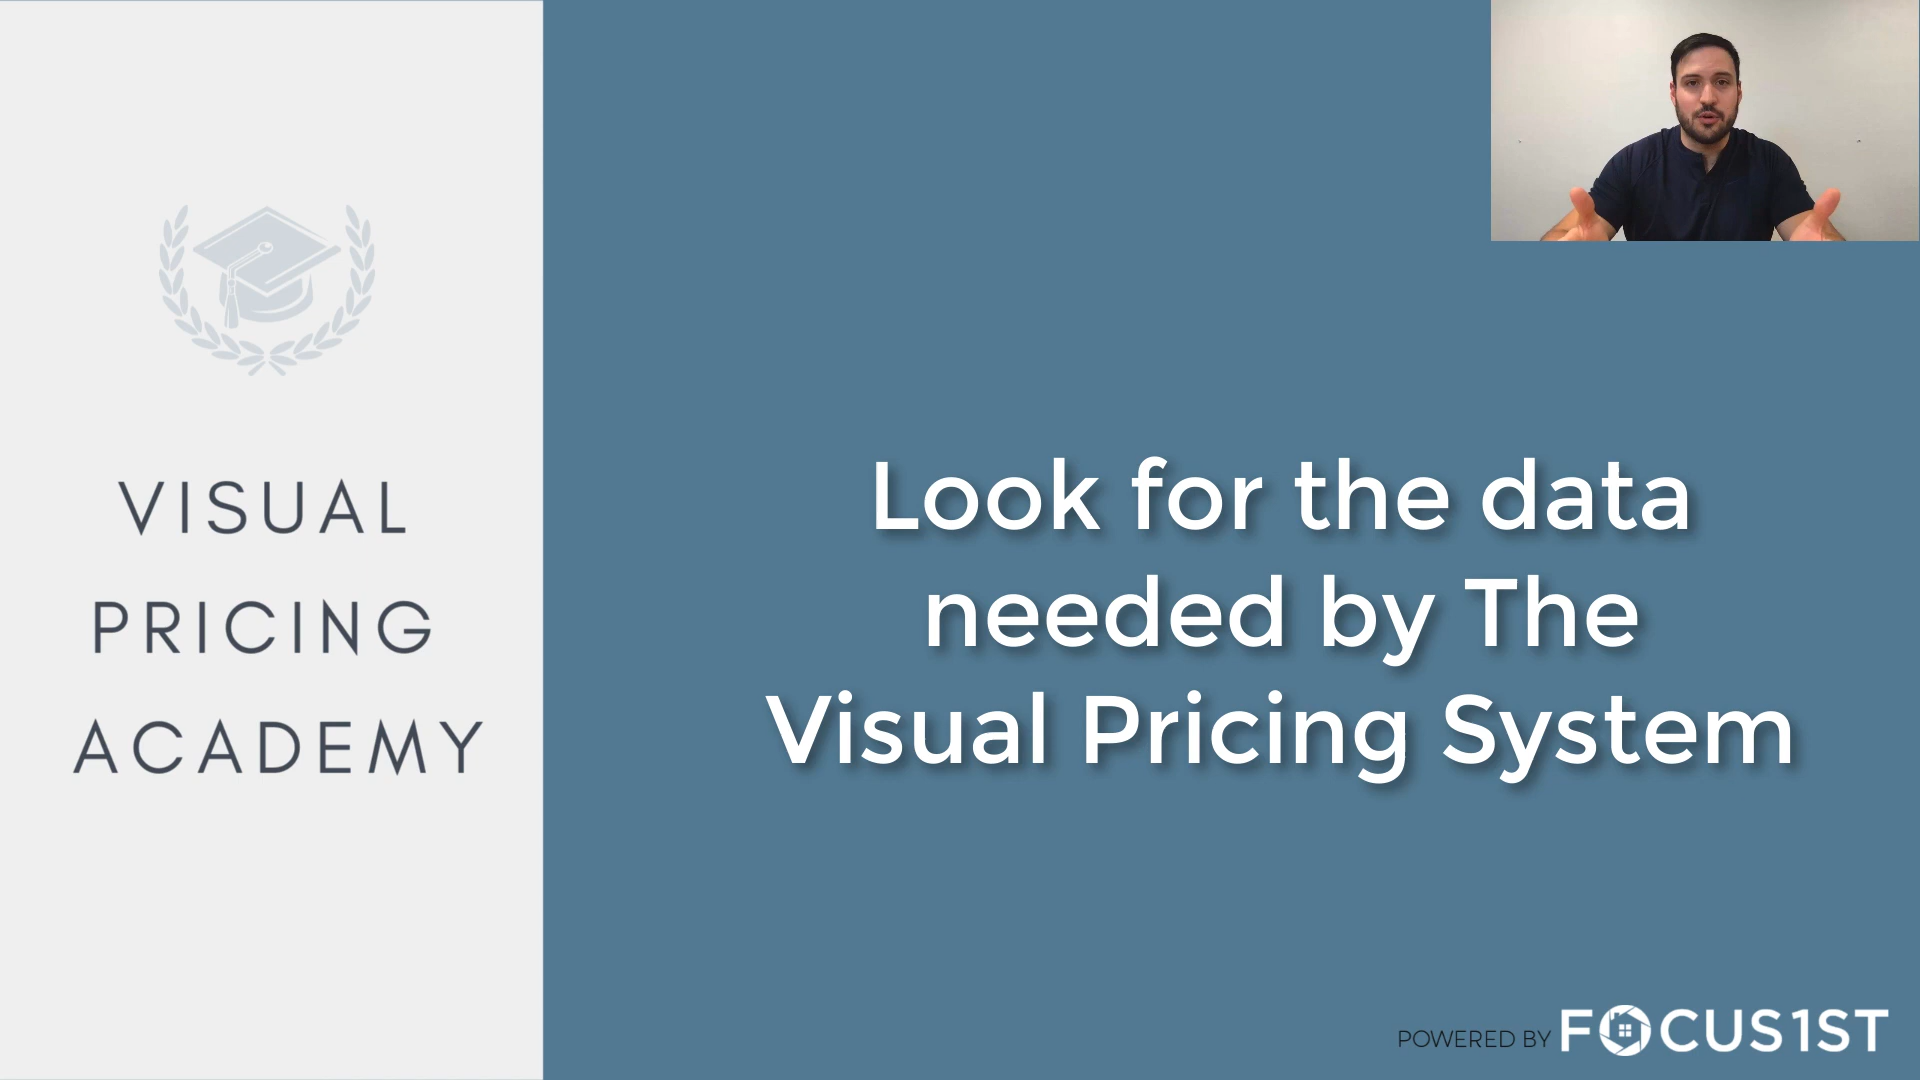 VISUAL
PRICING
ACADEMY
Look for the data
needed by The
Visual Pricing System
POWERED BY FOCUS1ST